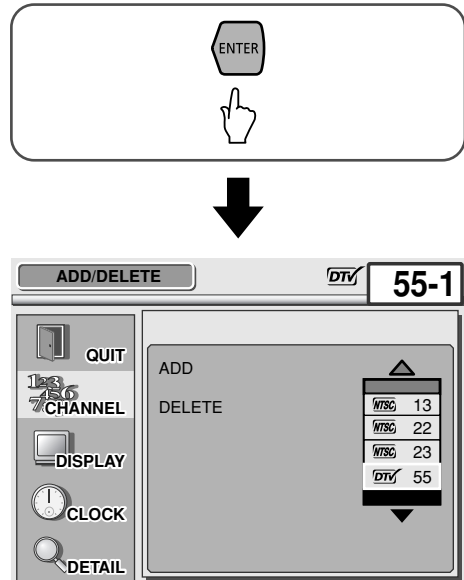 ENTER
ADD/DELETE
DTV 55-1
QUIT
123
456
78
CHANNEL
DISPLAY
CLOCK
DETAIL
ADD
DELETE
NTSC 13
NTSC 22
NTSC 23
DTV 55